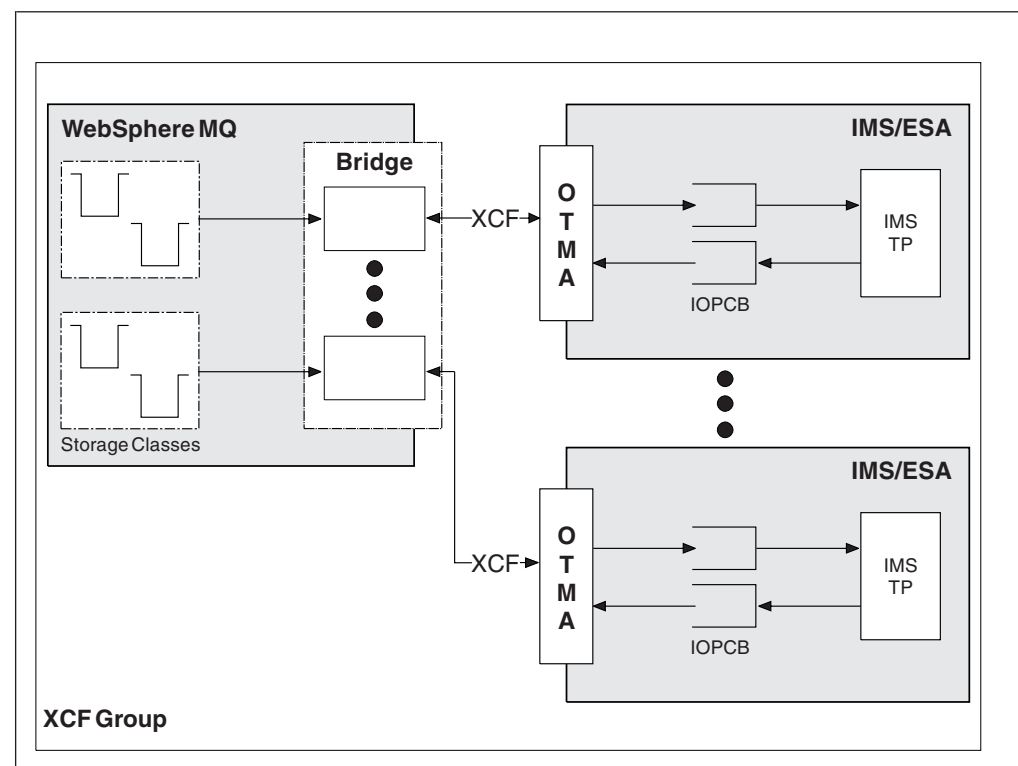 WebSphere MQ
Bridge
Storage Classes
XCF
IMS/ESA
O
T
M
A
IMS
TP
IOPCB
XCF
IMS/ESA
O
T
M
A
IMS
TP
IOPCB
XCF Group